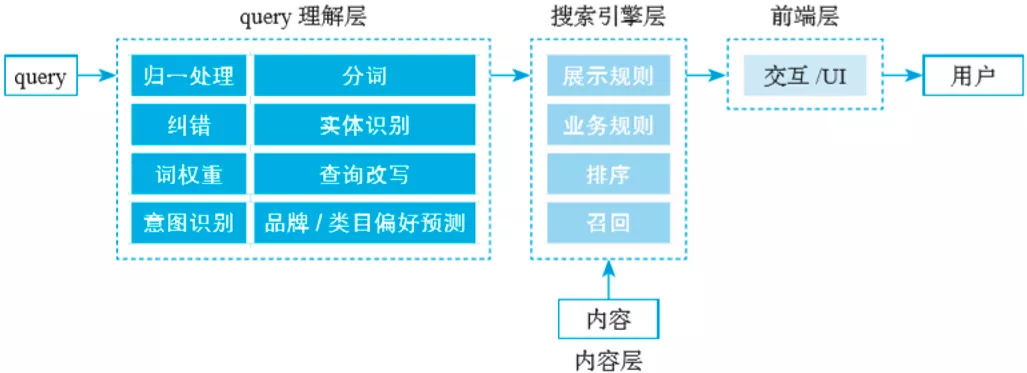 query 理解层
搜索引擎层
前端层
query
归一处理
分词
纠错
实体识别
词权重
查询改写
意图识别
品牌 / 类目偏好预测
展示规则
业务规则
排序
召回
交互 /UI
用户
内容
内容层